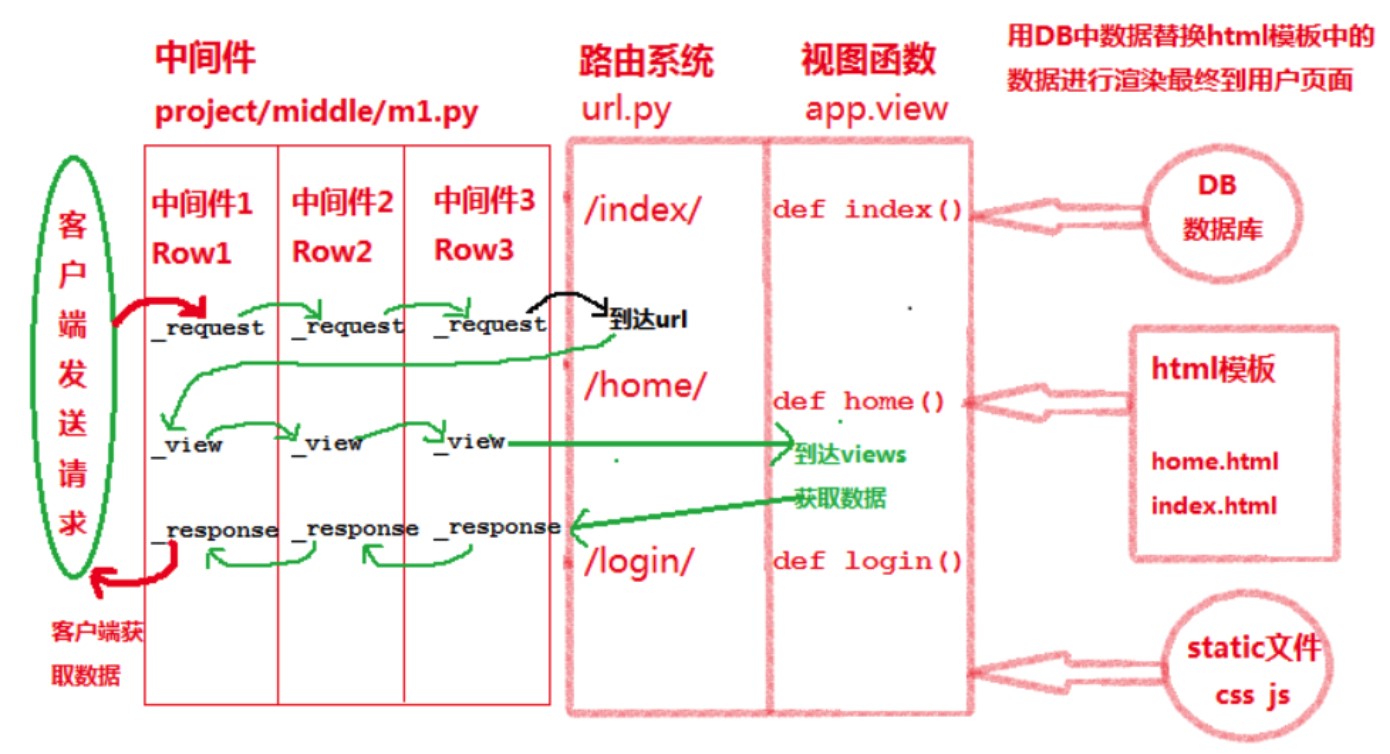 中间件
project/middle/m1.py
路由系统
url.py
视图函数
app.view
用DB中数据替换html模板中的
数据进行渲染最终到用户页面
客户端发送请求
中间件1
Row1
中间件2
Row2
中间件3
Row3
_request
_request
_request
_view
_view
_view
_response
_response
_response
客户端获
取数据
/index/
到达url
/home/
/login/
def index()
def home()
到达views
获取数据
def login()
DB
数据库
html模板
home.html
index.html
static文件
css js